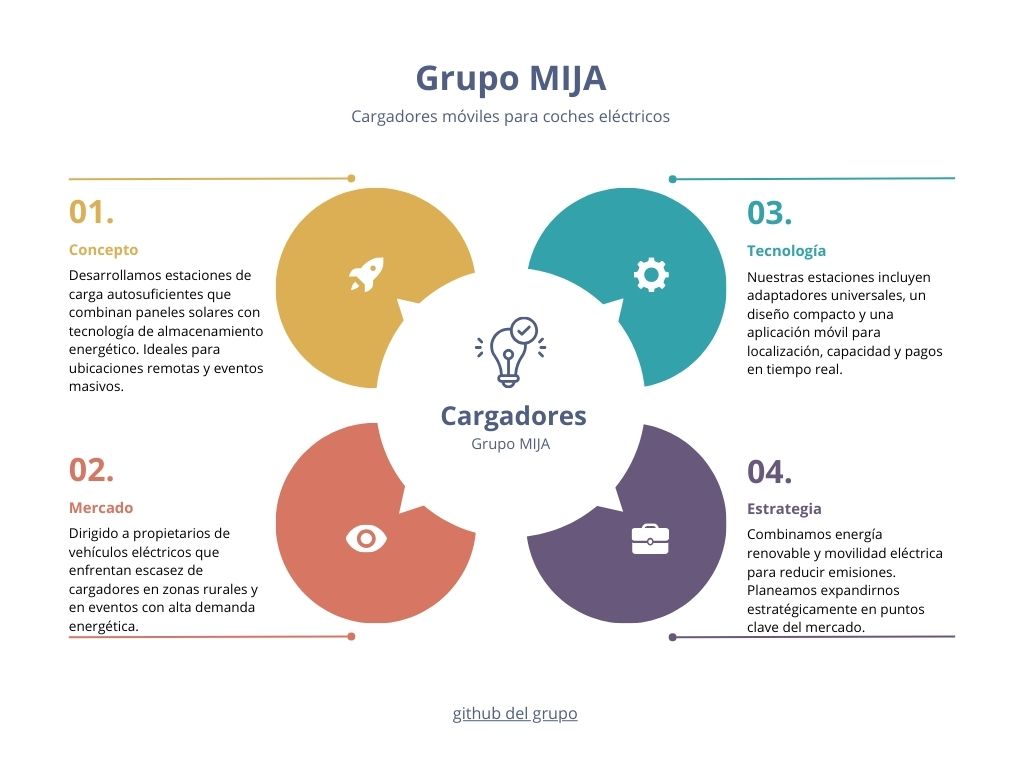 Grupo MIJA
Cargadores móviles para coches eléctricos
01.
Concepto
Desarrollamos estaciones de
carga autosuficientes que
combinan paneles solares con
tecnología de almacenamiento
energético. Ideales para
ubicaciones remotas y eventos
masivos.
02.
Mercado
Dirigido a propietarios de
vehículos eléctricos que
enfrentan escasez de
cargadores en zonas rurales y
en eventos con alta demanda
energética.
Cargadores
Grupo MIJA
03.
Tecnología
Nuestras estaciones incluyen
adaptadores universales, un
diseño compacto y una
aplicación móvil para
localización, capacidad y pagos
en tiempo real.
04.
Estrategia
Combinamos energía
renovable y movilidad eléctrica
para reducir emisiones.
Planeamos expandirnos
estratégicamente en puntos
clave del mercado.
github del grupo